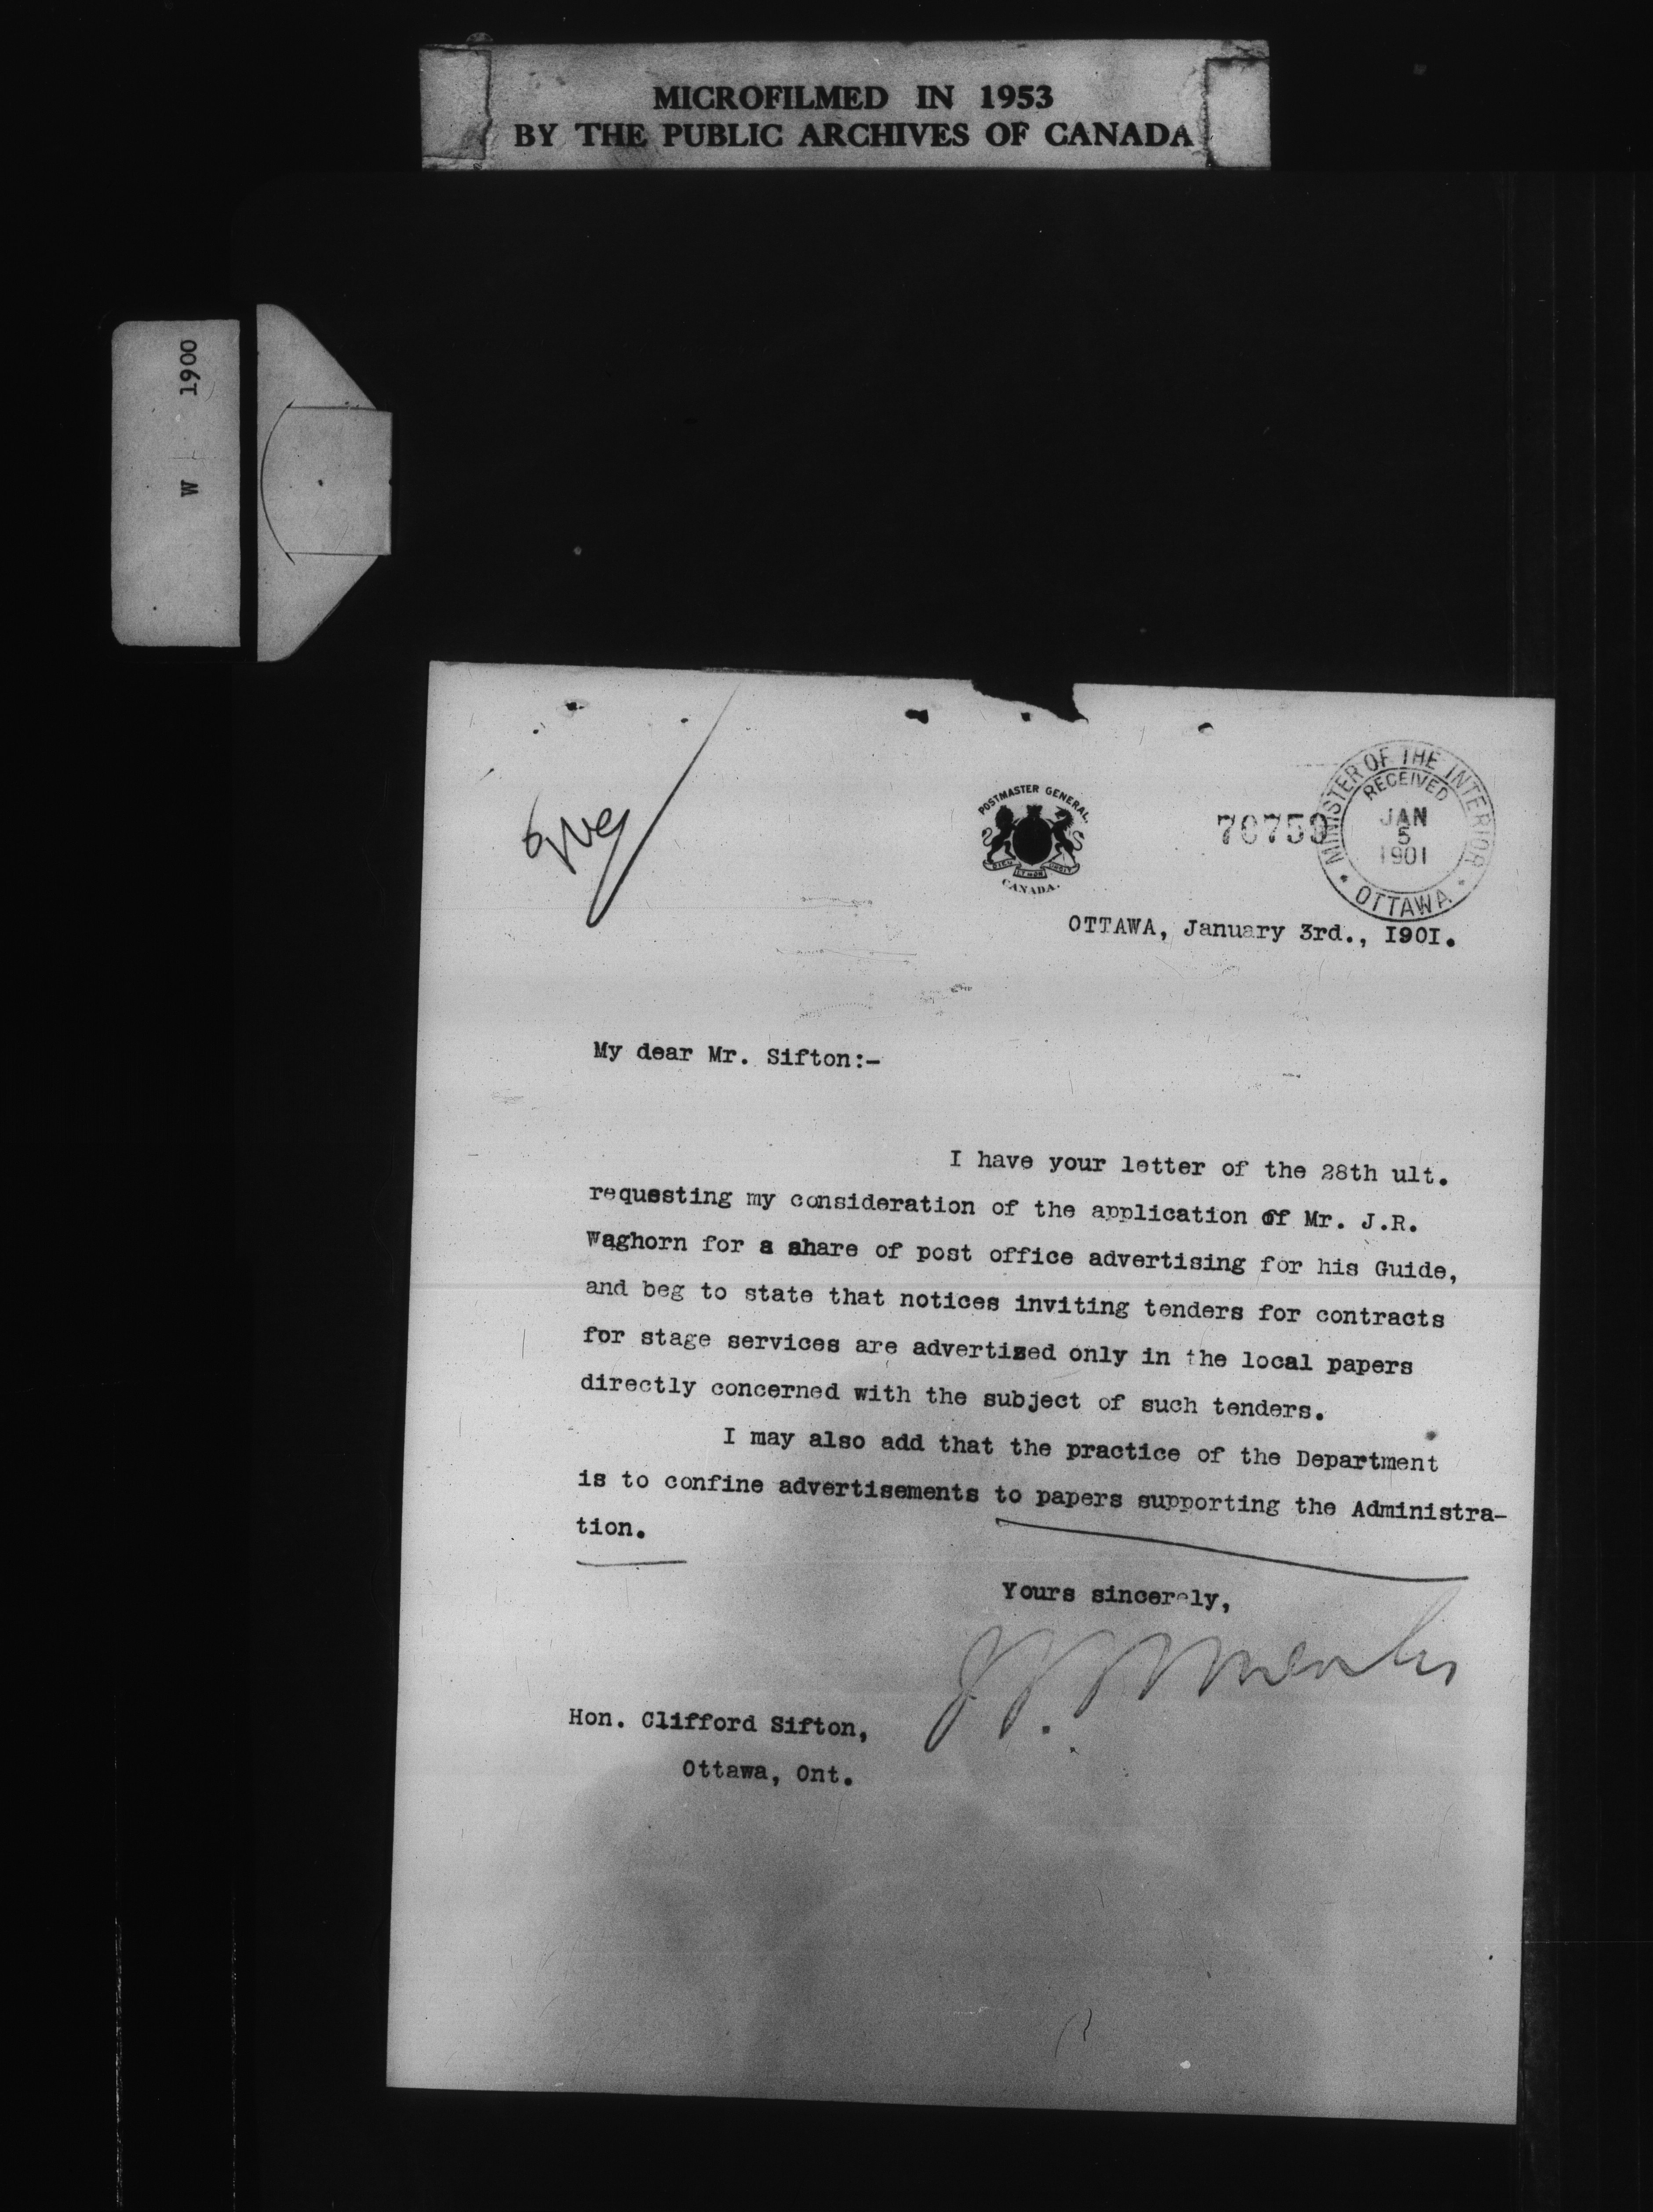 MICROFILMED IN 1953
BY THE PUBLIC ARCHIVES OF CANADA
W 1900
POSTMASTER GENERAL.
DIEU ET MON DROIT
CANADA.
MINISTER OF THE INTERIOR
RECEIVED
JAN
5
1901
OTTAWA
OTTAWA, January 3rd., I90I.
My dear Mr. Sifton:-
I have your letter of the 28th ult.
requesting my consideration of the application of Mr. J.R.
Waghorn for a share of post office advertising for his Guide,
and beg to state that notices inviting tenders for contracts
for stage services are advertized only in the local papers
directly concerned with the subject of such tenders.
I may also add that the practice of the Department
is to confine advertisements to papers supporting the Administra-
tion.
Yours sincerely,
Hon. Clifford Sifton,
Ottawa, Ont.